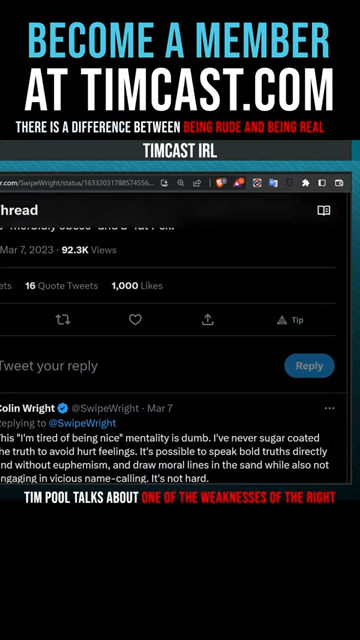 BECOME A MEMBER
AT TIMCAST.COM
THERE IS A DIFFERENCE BETWEEN BEING RUDE AND BEING REAL
TIMCAST IRL
er.com/SwipeWright/status/16332031788574556...
Thread
Mar 7, 2023 · 92.3K Views
ets 16 Quote Tweets 1,000 Likes
Tip
Tweet your reply
Reply
Colin Wright @SwipeWright · Mar 7
Replying to @SwipeWright
This "I'm tired of being nice" mentality is dumb. I've never sugar coated
the truth to avoid hurt feelings. It's possible to speak bold truths directly
and without euphemism, and draw moral lines in the sand while also not
engaging in vicious name-calling. It's not hard.
TIM POOL TALKS ABOUT ONE OF THE WEAKNESSES OF THE RIGHT